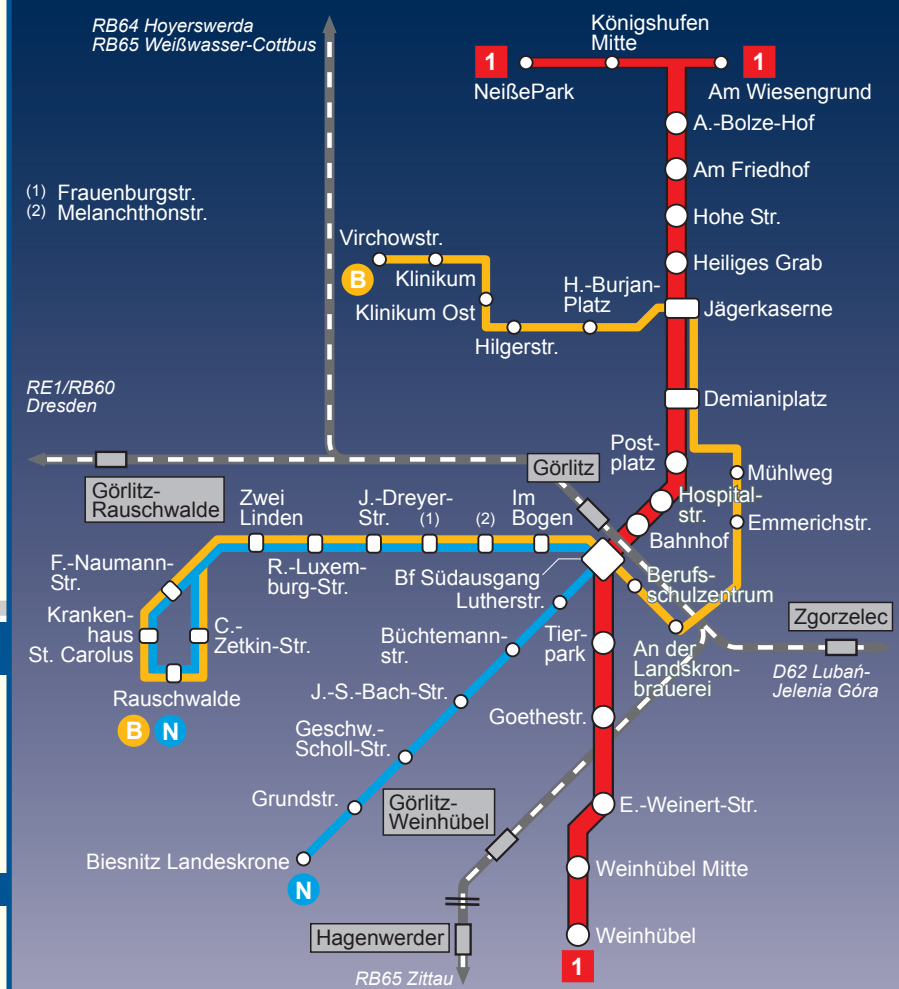 RB64 Hoyerswerda
RB65 Weißwasser-Cottbus
Königshufen
Mitte
1
1
NeißePark
Am Wiesengrund
A.-Bolze-Hof
Am Friedhof
(1) Frauenburgstr.
(2) Melanchthonstr.
Hohe Str.
Virchowstr.
Heiliges Grab
B
Klinikum
H.-Burjan-
Platz
Klinikum Ost
Jägerkaserne
Hilgerstr.
RE1/RB60
Dresden
Demianiplatz
Post-
platz
Görlitz
Mühlweg
Görlitz-
Rauschwalde
Zwei
Linden
J.-Dreyer-
Str.
(1)
(2)
Im
Bogen
Hospital-
str.
Emmerichstr.
Bahnhof
F.-Naumann-
Str.
R.-Luxem-
burg-Str.
Bf Südausgang
Lutherstr.
Berufs-
schulzentrum
Kranken-
haus
St. Carolus
C.-
Zetkin-Str.
Büchtemann-
str.
Tier-
park
An der
Landskron-
brauerei
Zgorzelec
D62 Lubań-
Jelenia Góra
Rauschwalde
B N
J.-S.-Bach-Str.
Goethestr.
Geschw.-
Scholl-Str.
Grundstr.
Görlitz-
Weinhübel
E.-Weinert-Str.
Biesnitz Landeskrone
N
Weinhübel Mitte
Hagenwerder
Weinhübel
1
RB65 Zittau